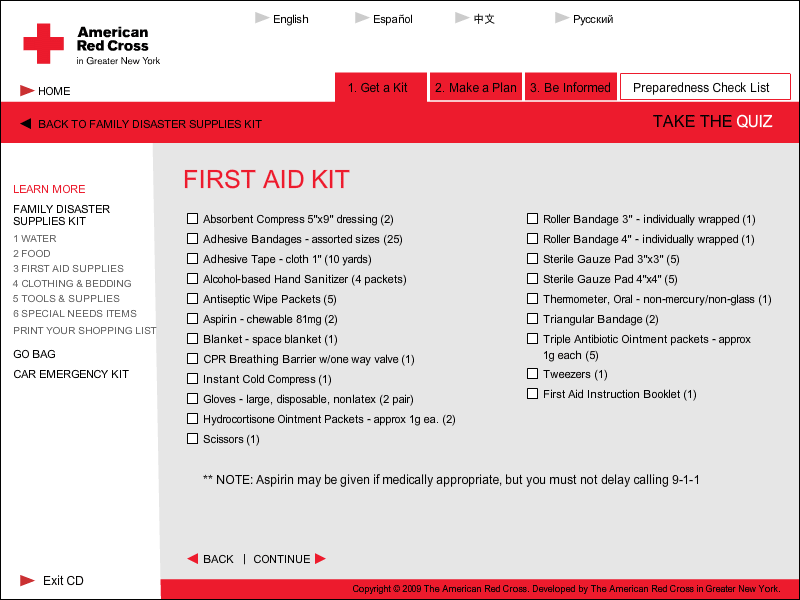 English
Español
中文
Русский
American
Red Cross
in Greater New York
HOME
1. Get a Kit
2. Make a Plan
3. Be Informed
Preparedness Check List
BACK TO FAMILY DISASTER SUPPLIES KIT
TAKE THE QUIZ
LEARN MORE
FAMILY DISASTER
SUPPLIES KIT
1 WATER
2 FOOD
3 FIRST AID SUPPLIES
4 CLOTHING & BEDDING
5 TOOLS & SUPPLIES
6 SPECIAL NEEDS ITEMS
PRINT YOUR SHOPPING LIST
GO BAG
CAR EMERGENCY KIT
FIRST AID KIT
Absorbent Compress 5"x9" dressing (2)
Adhesive Bandages - assorted sizes (25)
Adhesive Tape - cloth 1" (10 yards)
Alcohol-based Hand Sanitizer (4 packets)
Antiseptic Wipe Packets (5)
Aspirin - chewable 81mg (2)
Blanket - space blanket (1)
CPR Breathing Barrier w/one way valve (1)
Instant Cold Compress (1)
Gloves - large, disposable, nonlatex (2 pair)
Hydrocortisone Ointment Packets - approx 1g ea. (2)
Scissors (1)
Roller Bandage 3" - individually wrapped (1)
Roller Bandage 4" - individually wrapped (1)
Sterile Gauze Pad 3"x3" (5)
Sterile Gauze Pad 4"x4" (5)
Thermometer, Oral - non-mercury/non-glass (1)
Triangular Bandage (2)
Triple Antibiotic Ointment packets - approx
1g each (5)
Tweezers (1)
First Aid Instruction Booklet (1)
** NOTE: Aspirin may be given if medically appropriate, but you must not delay calling 9-1-1
BACK | CONTINUE
Exit CD
Copyright © 2009 The American Red Cross. Developed by The American Red Cross in Greater New York.